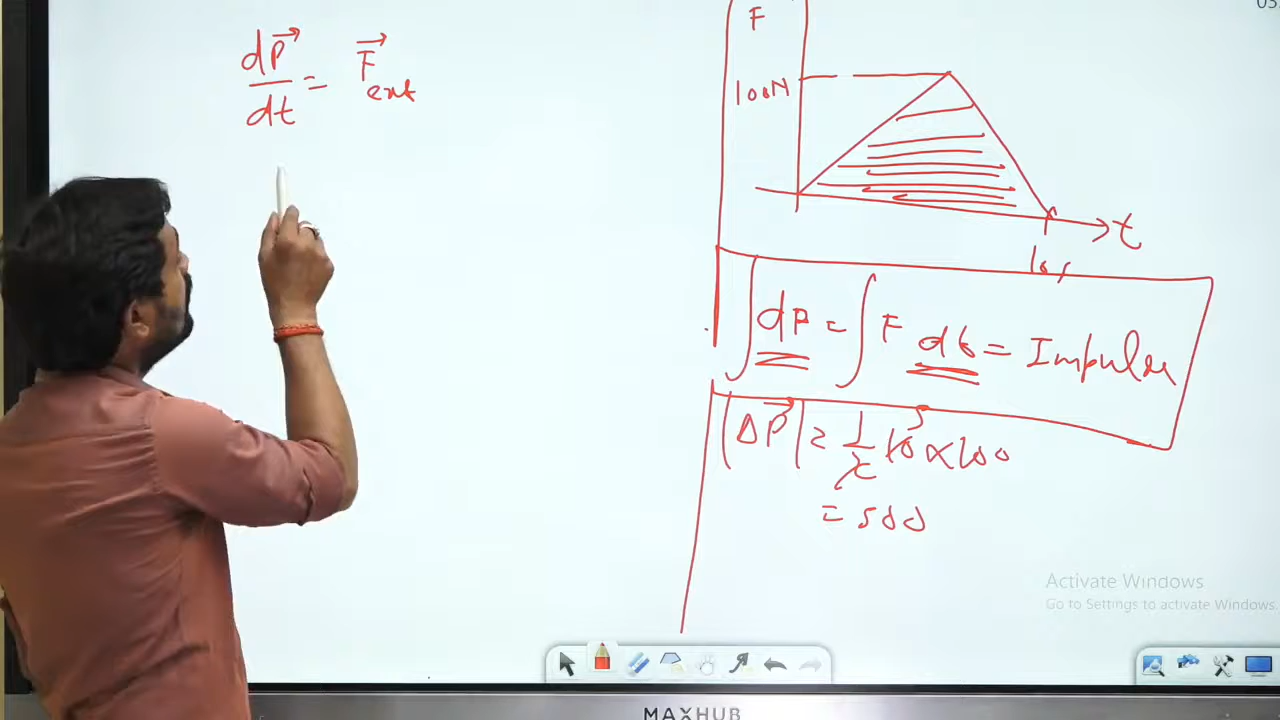 dP⃗/dt = F⃗ext
F
100N
t
10s
∫dP = ∫F dt = Impulse
|ΔP⃗| = 1/2 10 5 × 100
= 500
Activate Windows
Go to Settings to activate Windows.
MAXHUB